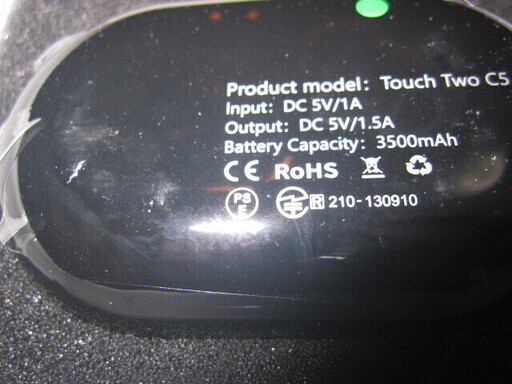 Product model: Touch Two C5
Input: DC 5V/1A
Output: DC 5V/1.5A
Battery Capacity: 3500mAh
CE RoHS
PS E R 210-130910